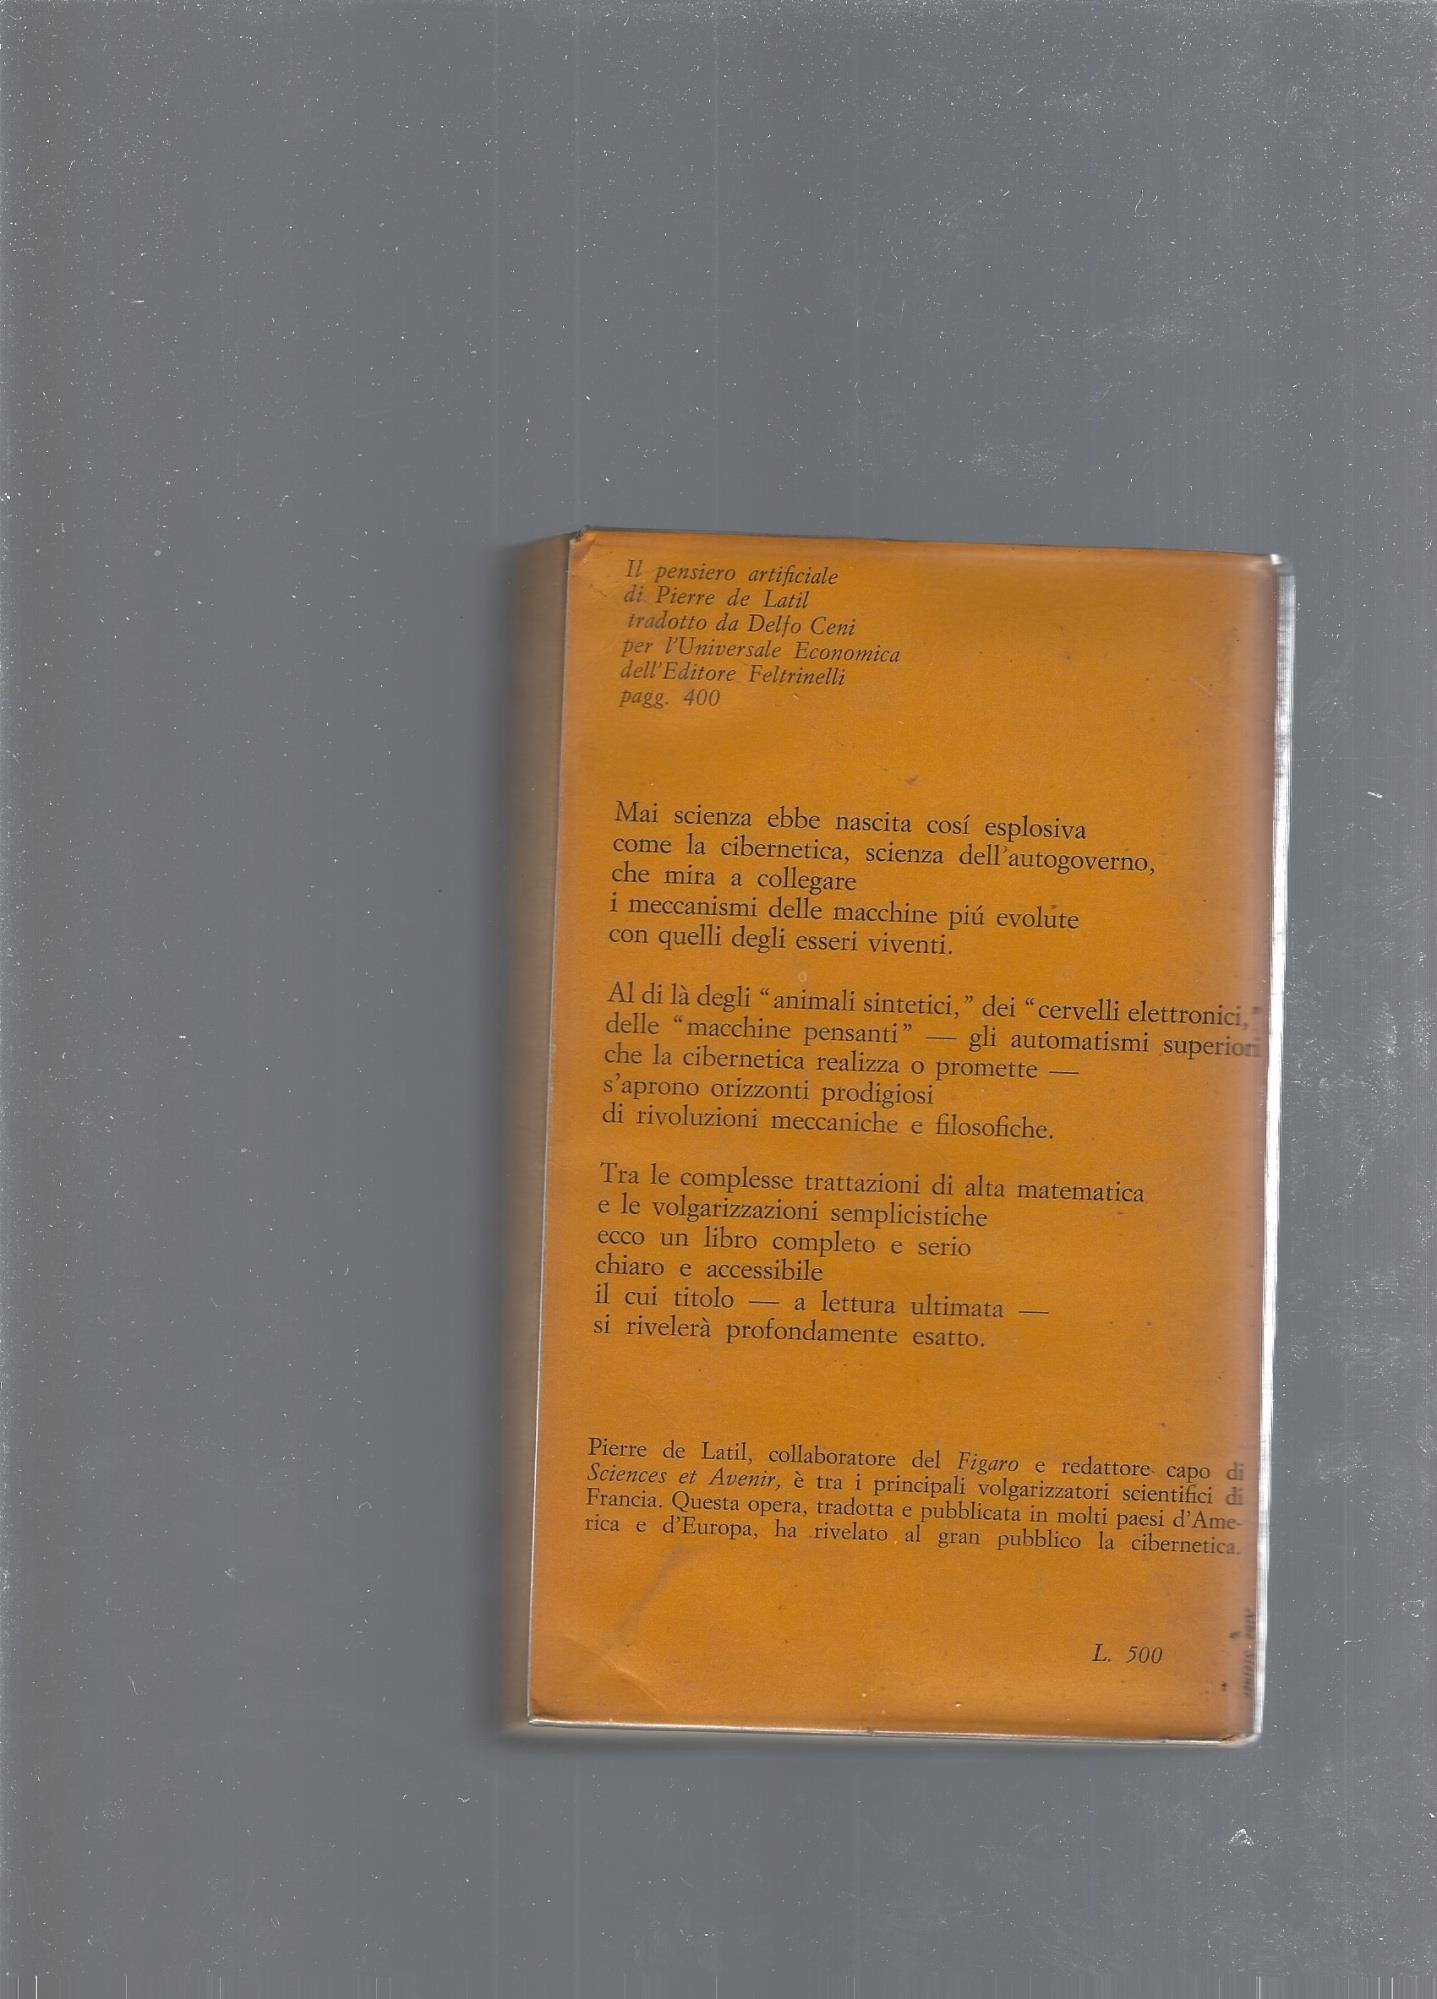 Il pensiero artificiale
di Pierre de Latil
tradotto da Delfo Ceni
per l'Universale Economica
dell'Editore Feltrinelli
pagg. 400
Mai scienza ebbe nascita cosí esplosiva
come la cibernetica, scienza dell'autogoverno,
che mira a collegare
i meccanismi delle macchine piú evolute
con quelli degli esseri viventi.
Al di là degli “animali sintetici,” dei “cervelli elettronici,”
delle “macchine pensanti” — gli automatismi superiori
che la cibernetica realizza o promette —
s'aprono orizzonti prodigiosi
di rivoluzioni meccaniche e filosofiche.
Tra le complesse trattazioni di alta matematica
e le volgarizzazioni semplicistiche
ecco un libro completo e serio
chiaro e accessibile
il cui titolo — a lettura ultimata —
si rivelerà profondamente esatto.
Pierre de Latil, collaboratore del Figaro e redattore capo di
Sciences et Avenir, è tra i principali volgarizzatori scientifici di
Francia. Questa opera, tradotta e pubblicata in molti paesi d'Ame-
rica e d'Europa, ha rivelato al gran pubblico la cibernetica.
L. 500